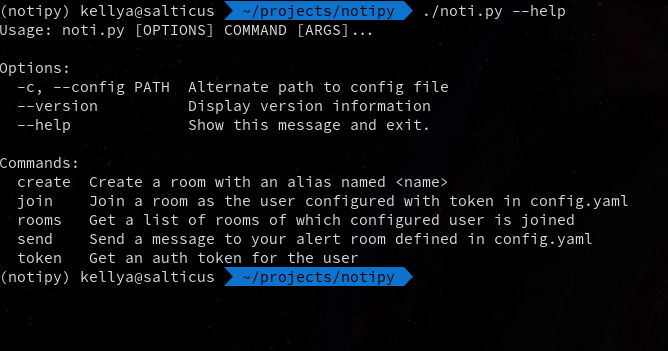 (notipy) kellya@salticus ~/projects/notipy ./noti.py --help
Usage: noti.py [OPTIONS] COMMAND [ARGS]...
Options:
-c, --config PATH  Alternate path to config file
--version          Display version information
--help             Show this message and exit.
Commands:
create  Create a room with an alias named <name>
join    Join a room as the user configured with token in config.yaml
rooms   Get a list of rooms of which configured user is joined
send    Send a message to your alert room defined in config.yaml
token   Get an auth token for the user
(notipy) kellya@salticus ~/projects/notipy